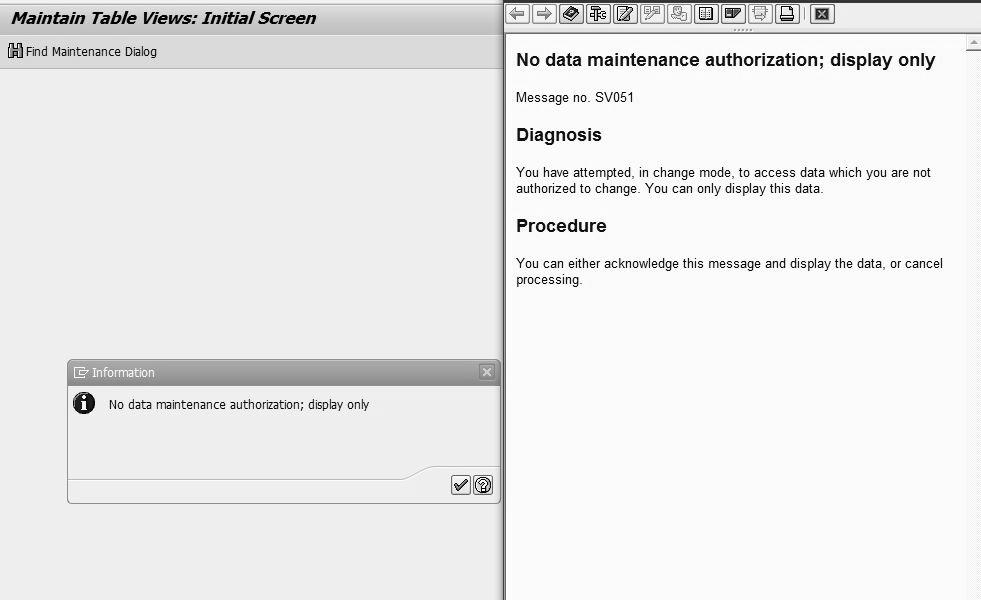 Maintain Table Views: Initial Screen
Find Maintenance Dialog
Information
No data maintenance authorization; display only
No data maintenance authorization; display only
Message no. SV051
Diagnosis
You have attempted, in change mode, to access data which you are not
authorized to change. You can only display this data.
Procedure
You can either acknowledge this message and display the data, or cancel
processing.